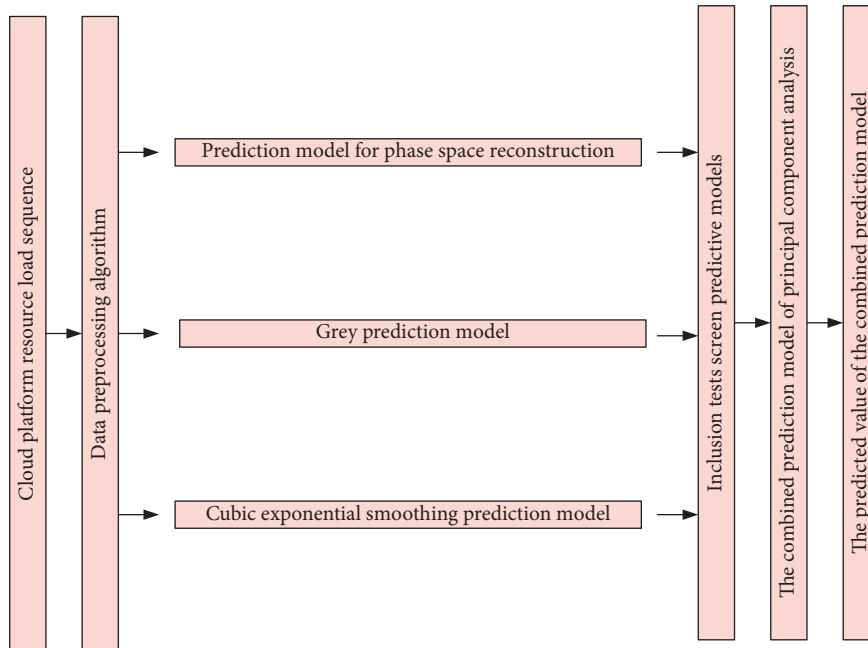 Cloud platform resource load sequence
Data preprocessing algorithm
Prediction model for phase space reconstruction
Grey prediction model
Cubic exponential smoothing prediction model
Inclusion tests screen predictive models
The combined prediction model of principal component analysis
The predicted value of the combined prediction model